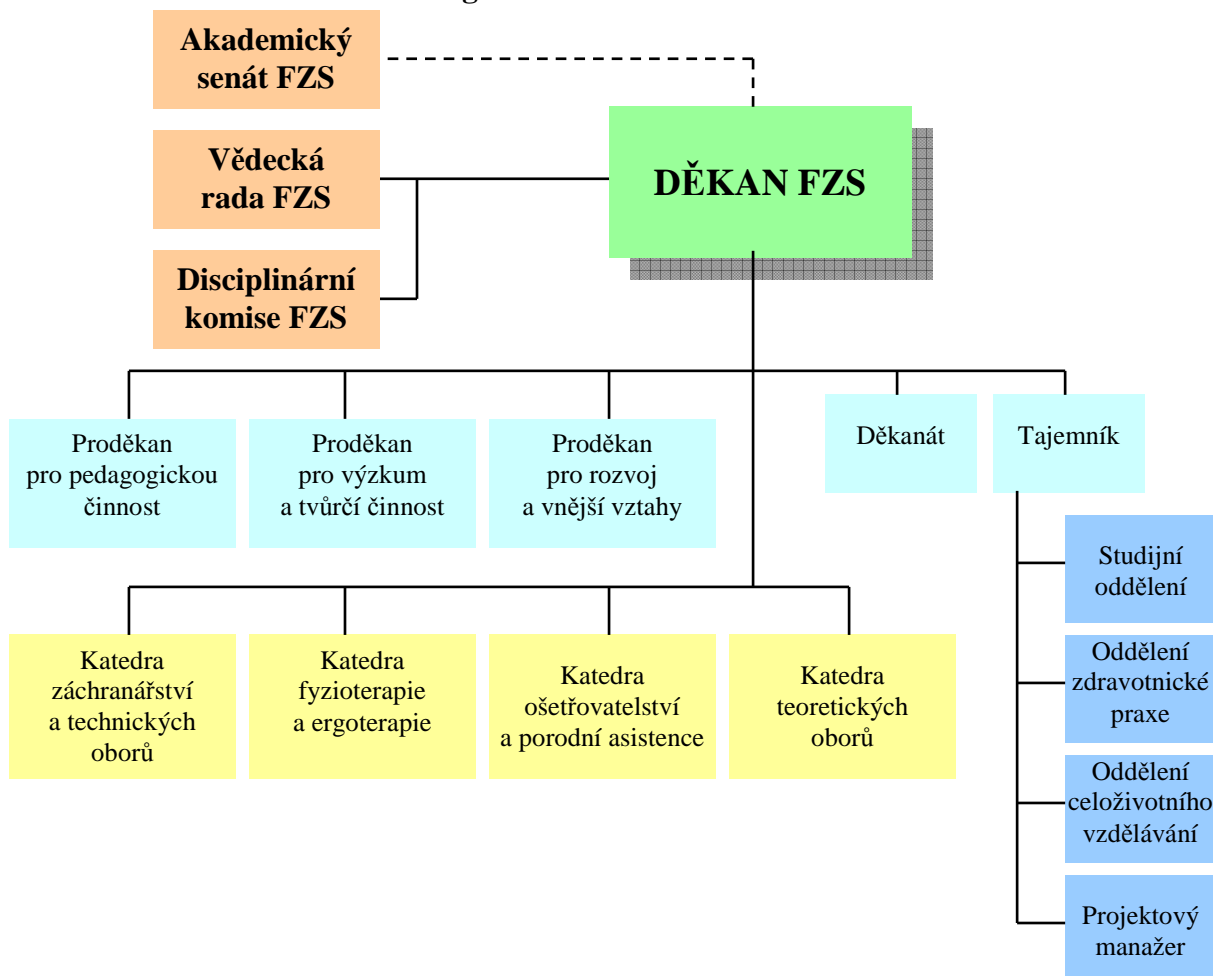 Akademický
senát FZS
Vědecká
rada FZS
DĚKAN FZS
Disciplinární
komise FZS
Proděkan
pro pedagogickou
činnost
Proděkan
pro výzkum
a tvůrčí činnost
Proděkan
pro rozvoj
a vnější vztahy
Děkanát
Tajemník
Studijní
oddělení
Oddělení
zdravotnické
praxe
Oddělení
celoživotního
vzdělávání
Projektový
manažer
Katedra
záchranářství
a technických
oborů
Katedra
fyzioterapie
a ergoterapie
Katedra
ošetřovatelství
a porodní asistence
Katedra
teoretických
oborů